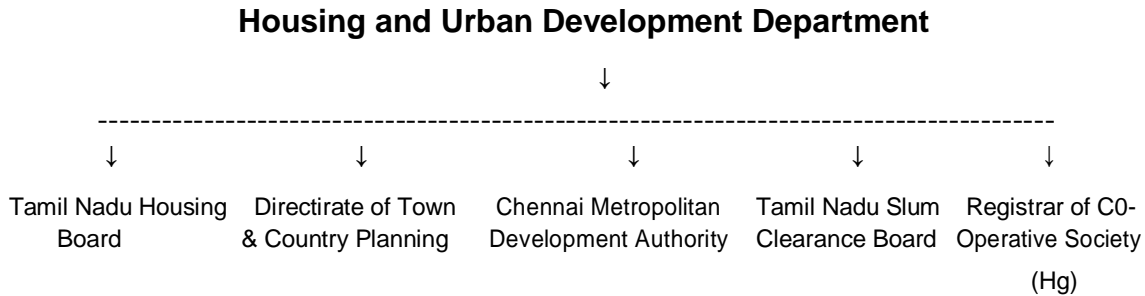 Housing and Urban Development Department
↓
------------------------------------------------------------------------------------------
↓ ↓ ↓ ↓ ↓
Tamil Nadu Housing Directirate of Town Chennai Metropolitan Tamil Nadu Slum Registrar of C0-
Board & Country Planning Development Authority Clearance Board Operative Society
(Hg)